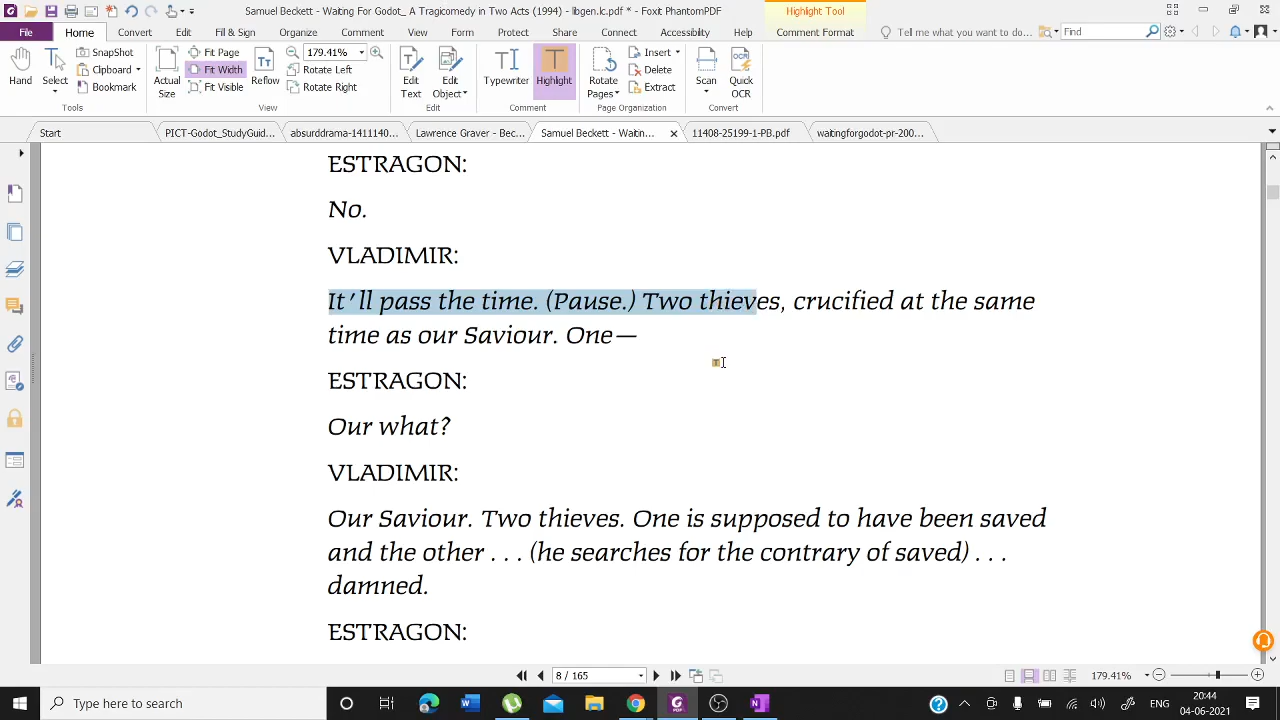 Samuel Beckett - Waiting For Godot_ A Tragicomedy in Two Acts (1994) - libgen.lc.pdf * - Foxit PhantomPDF
Highlight Tool
File Home Convert Edit Fill & Sign Organize Comment View Form Protect Share Connect Accessibility Help Comment Format Tell me what you want to do... Find
SnapShot Fit Page 179.41% Insert
Hand Select Clipboard Actual Size Fit Width Reflow Rotate Left Edit Text Edit Object Typewriter Highlight Rotate Pages Delete Scan Quick OCR
Bookmark Fit Visible Rotate Right Extract
Tools View Edit Comment Page Organization Convert
Start PICT-Godot_StudyGuid... absurddrama-1411140... Lawrence Graver - Bec... Samuel Beckett - Waitin... 11408-25199-1-PB.pdf waitingforgodot-pr-200...
ESTRAGON:
No.
VLADIMIR:
It'll pass the time. (Pause.) Two thieves, crucified at the same
time as our Saviour. One—
ESTRAGON:
Our what?
VLADIMIR:
Our Saviour. Two thieves. One is supposed to have been saved
and the other . . . (he searches for the contrary of saved) . . .
damned.
ESTRAGON:
8 / 165 179.41%
Type here to search ENG 20:44
04-06-2021